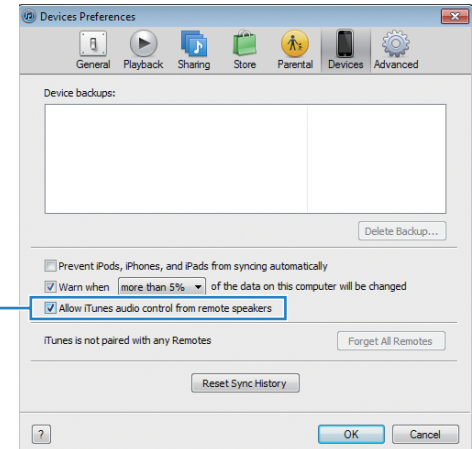 Devices Preferences
General Playback Sharing Store Parental Devices Advanced
Device backups:
Delete Backup...
Prevent iPods, iPhones, and iPads from syncing automatically
Warn when more than 5% of the data on this computer will be changed
Allow iTunes audio control from remote speakers
iTunes is not paired with any Remotes Forget All Remotes
Reset Sync History
? OK Cancel